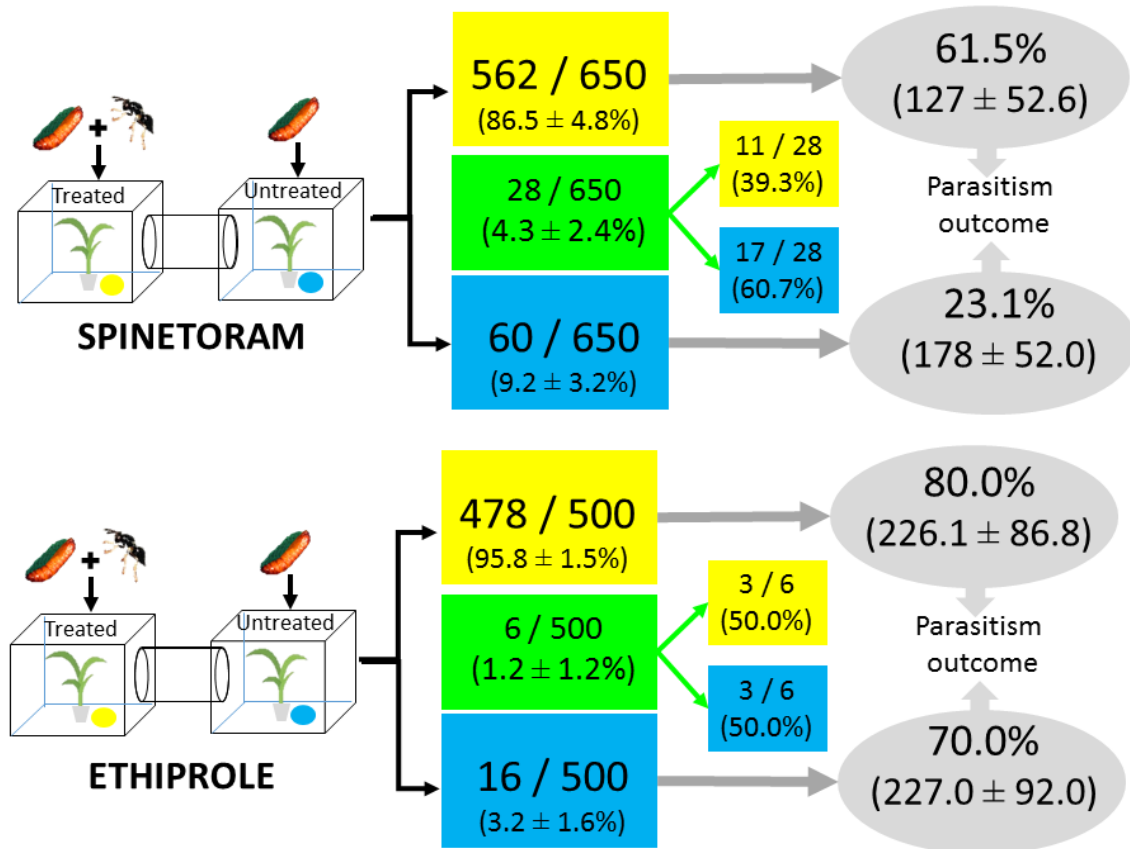 562 / 650
(86.5 ± 4.8%)
61.5%
(127 ± 52.6)
+
Treated
Untreated
28 / 650
(4.3 ± 2.4%)
11 / 28
(39.3%)
17 / 28
(60.7%)
Parasitism
outcome
SPINETORAM
60 / 650
(9.2 ± 3.2%)
23.1%
(178 ± 52.0)
478 / 500
(95.8 ± 1.5%)
80.0%
(226.1 ± 86.8)
+
Treated
Untreated
6 / 500
(1.2 ± 1.2%)
3 / 6
(50.0%)
3 / 6
(50.0%)
Parasitism
outcome
ETHIPROLE
16 / 500
(3.2 ± 1.6%)
70.0%
(227.0 ± 92.0)